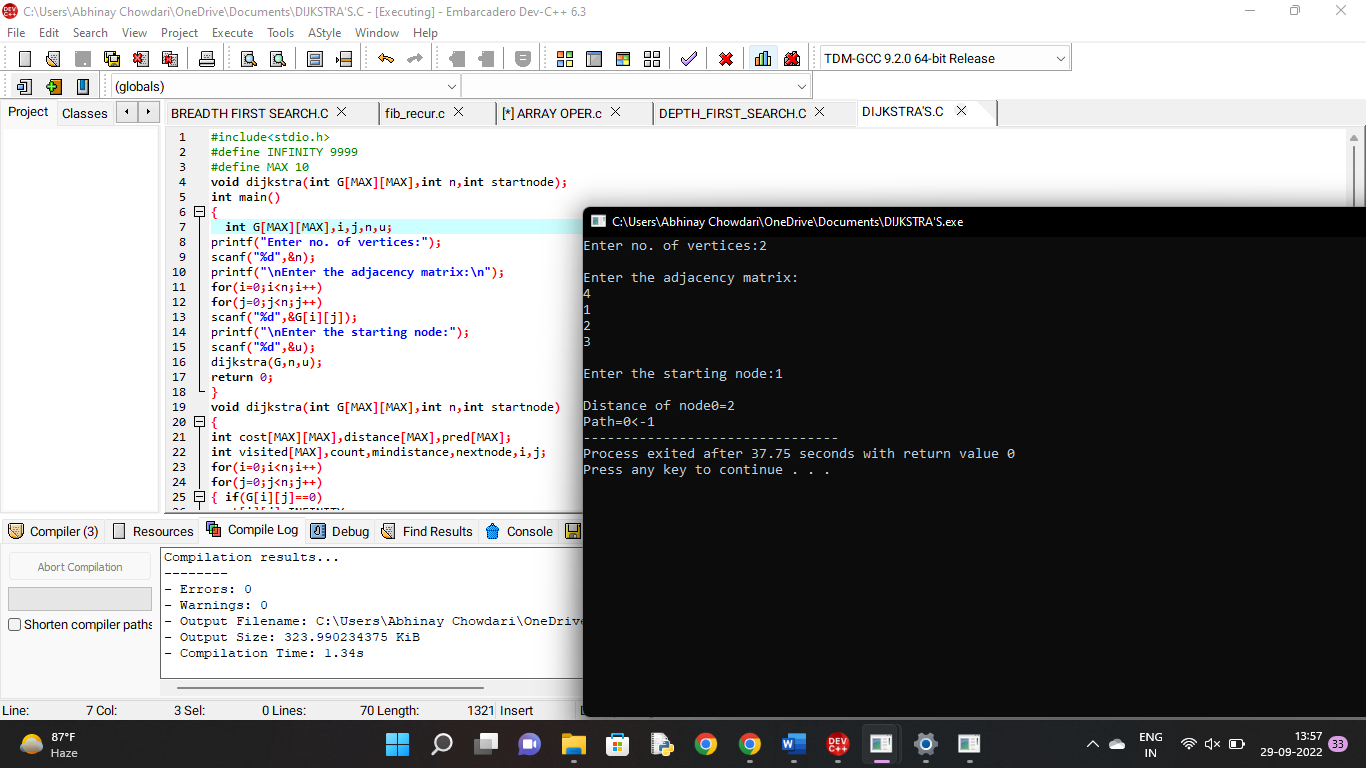 C:\Users\Abhinay Chowdari\OneDrive\Documents\DIJKSTRA'S.C - [Executing] - Embarcadero Dev-C++ 6.3
File Edit Search View Project Execute Tools AStyle Window Help
TDM-GCC 9.2.0 64-bit Release
(globals)
Project Classes
BREADTH FIRST SEARCH.C fib_recur.c [*] ARRAY OPER.c DEPTH_FIRST_SEARCH.C DIJKSTRA'S.C
1 #include<stdio.h>
2 #define INFINITY 9999
3 #define MAX 10
4 void dijkstra(int G[MAX][MAX],int n,int startnode);
5 int main()
6 {
7 int G[MAX][MAX],i,j,n,u;
8 printf("Enter no. of vertices:");
9 scanf("%d",&n);
10 printf("\nEnter the adjacency matrix:\n");
11 for(i=0;i<n;i++)
12 for(j=0;j<n;j++)
13 scanf("%d",&G[i][j]);
14 printf("\nEnter the starting node:");
15 scanf("%d",&u);
16 dijkstra(G,n,u);
17 return 0;
18 }
19 void dijkstra(int G[MAX][MAX],int n,int startnode)
20 {
21 int cost[MAX][MAX],distance[MAX],pred[MAX];
22 int visited[MAX],count,mindistance,nextnode,i,j;
23 for(i=0;i<n;i++)
24 for(j=0;j<n;j++)
25 { if(G[i][j]==0)
C:\Users\Abhinay Chowdari\OneDrive\Documents\DIJKSTRA'S.exe
Enter no. of vertices:2
Enter the adjacency matrix:
4
1
2
3
Enter the starting node:1
Distance of node0=2
Path=0<-1
--------------------------------
Process exited after 37.75 seconds with return value 0
Press any key to continue . . .
Compiler (3) Resources Compile Log Debug Find Results Console
Abort Compilation
Shorten compiler paths
Compilation results...
--------
- Errors: 0
- Warnings: 0
- Output Filename: C:\Users\Abhinay Chowdari\OneDrive
- Output Size: 323.990234375 KiB
- Compilation Time: 1.34s
Line: 7 Col: 3 Sel: 0 Lines: 70 Length: 1321 Insert
87°F
Haze
DEV
C++
ENG
IN
13:57
29-09-2022
33